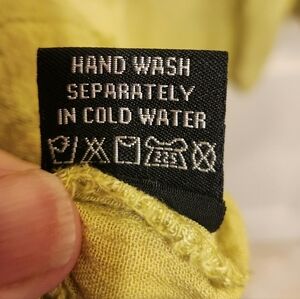 HAND WASH
SEPARATELY
IN COLD WATER